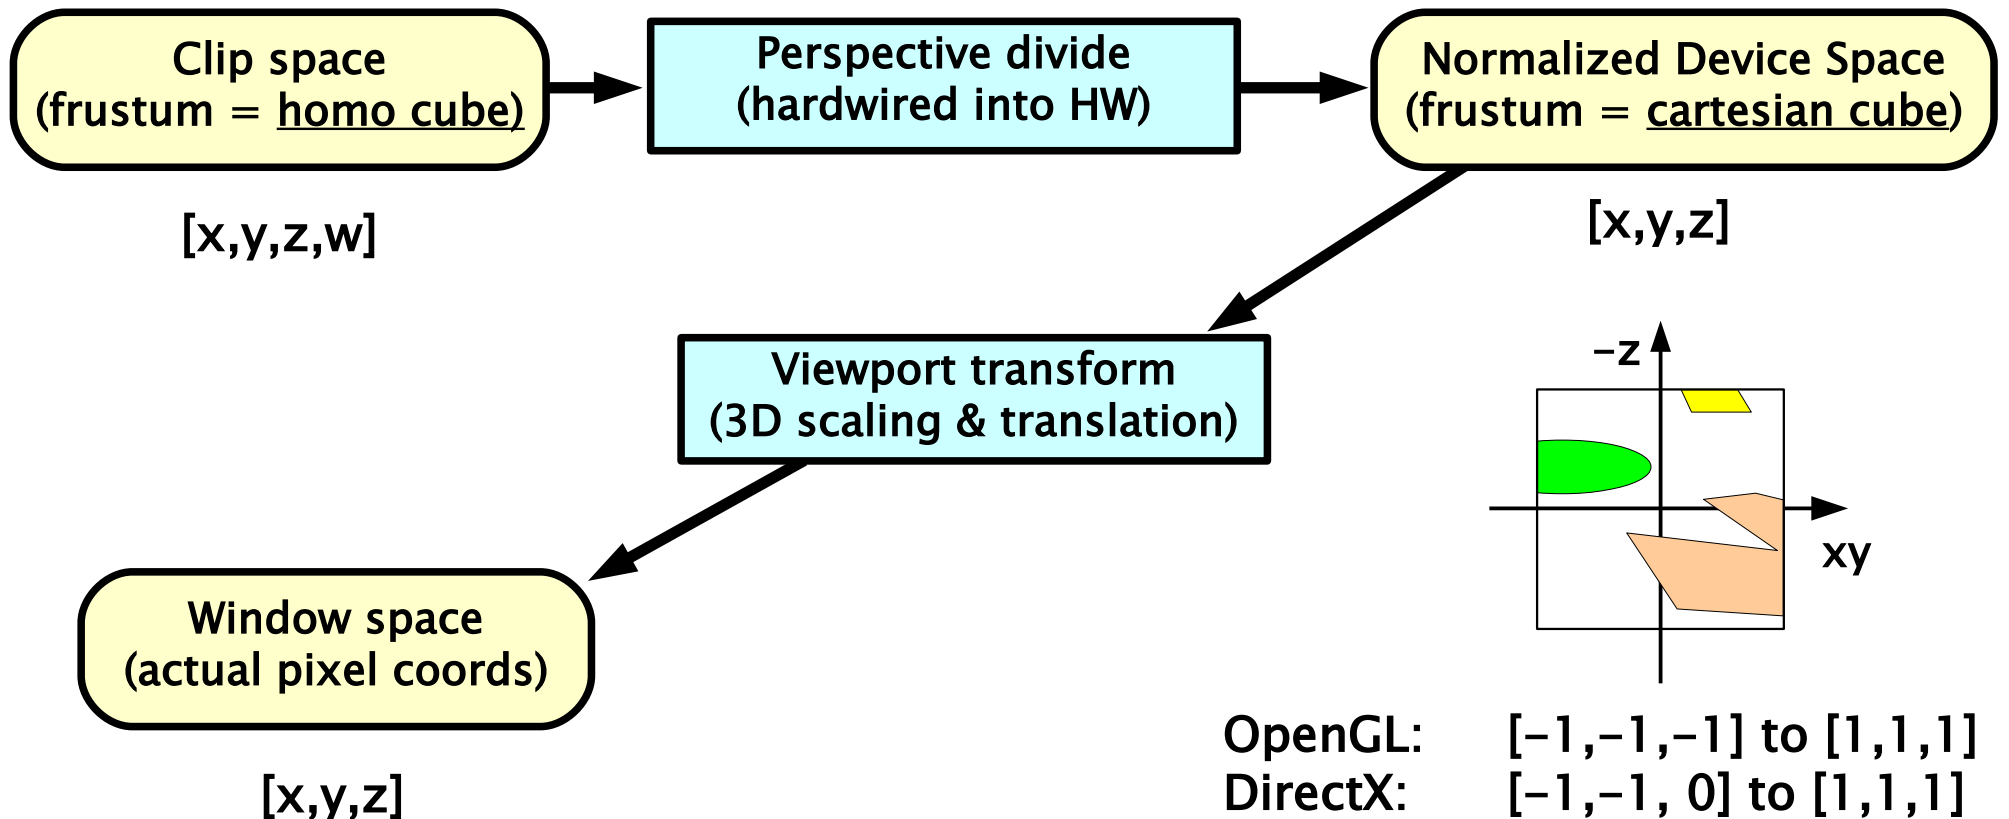 Clip space
(frustum = homo cube)
[x,y,z,w]
Perspective divide
(hardwired into HW)
Normalized Device Space
(frustum = cartesian cube)
[x,y,z]
Viewport transform
(3D scaling & translation)
-z
xy
Window space
(actual pixel coords)
[x,y,z]
OpenGL: [-1,-1,-1] to [1,1,1]
DirectX: [-1,-1, 0] to [1,1,1]